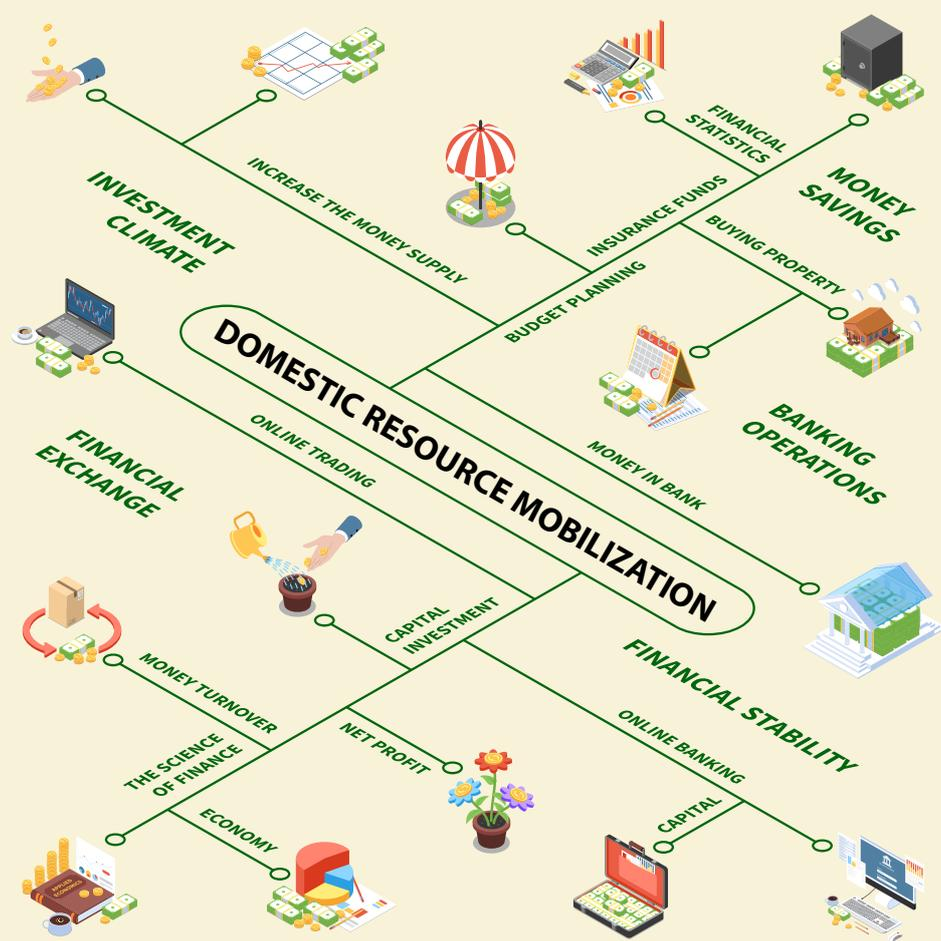 FINANCIAL
STATISTICS
INCREASE THE MONEY SUPPLY
INSURANCE FUNDS
MONEY
SAVINGS
INVESTMENT
CLIMATE
BUYING PROPERTY
BUDGET PLANNING
DOMESTIC RESOURCE MOBILIZATION
ONLINE TRADING
MONEY IN BANK
BANKING
OPERATIONS
FINANCIAL
EXCHANGE
CAPITAL
INVESTMENT
FINANCIAL STABILITY
MONEY TURNOVER
NET PROFIT
ONLINE BANKING
THE SCIENCE
OF FINANCE
ECONOMY
CAPITAL
APPLIED
ECONOMICS